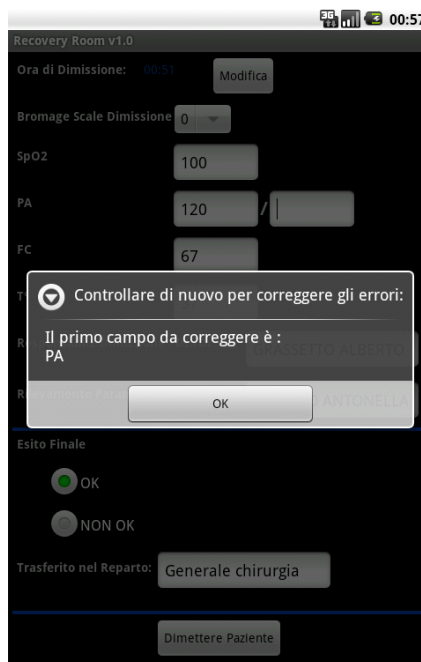 3G 00:57
Recovery Room v1.0
Ora di Dimissione: 00:51 Modifica
Bromage Scale Dimissione 0
SpO2 100
PA 120 /
FC 67
Controllare di nuovo per correggere gli errori:
Il primo campo da correggere è :
PA
GRASSETTO ALBERTO
OK
ANTONELLA
Esito Finale
OK
NON OK
Trasferito nel Reparto: Generale chirurgia
Dimettere Paziente